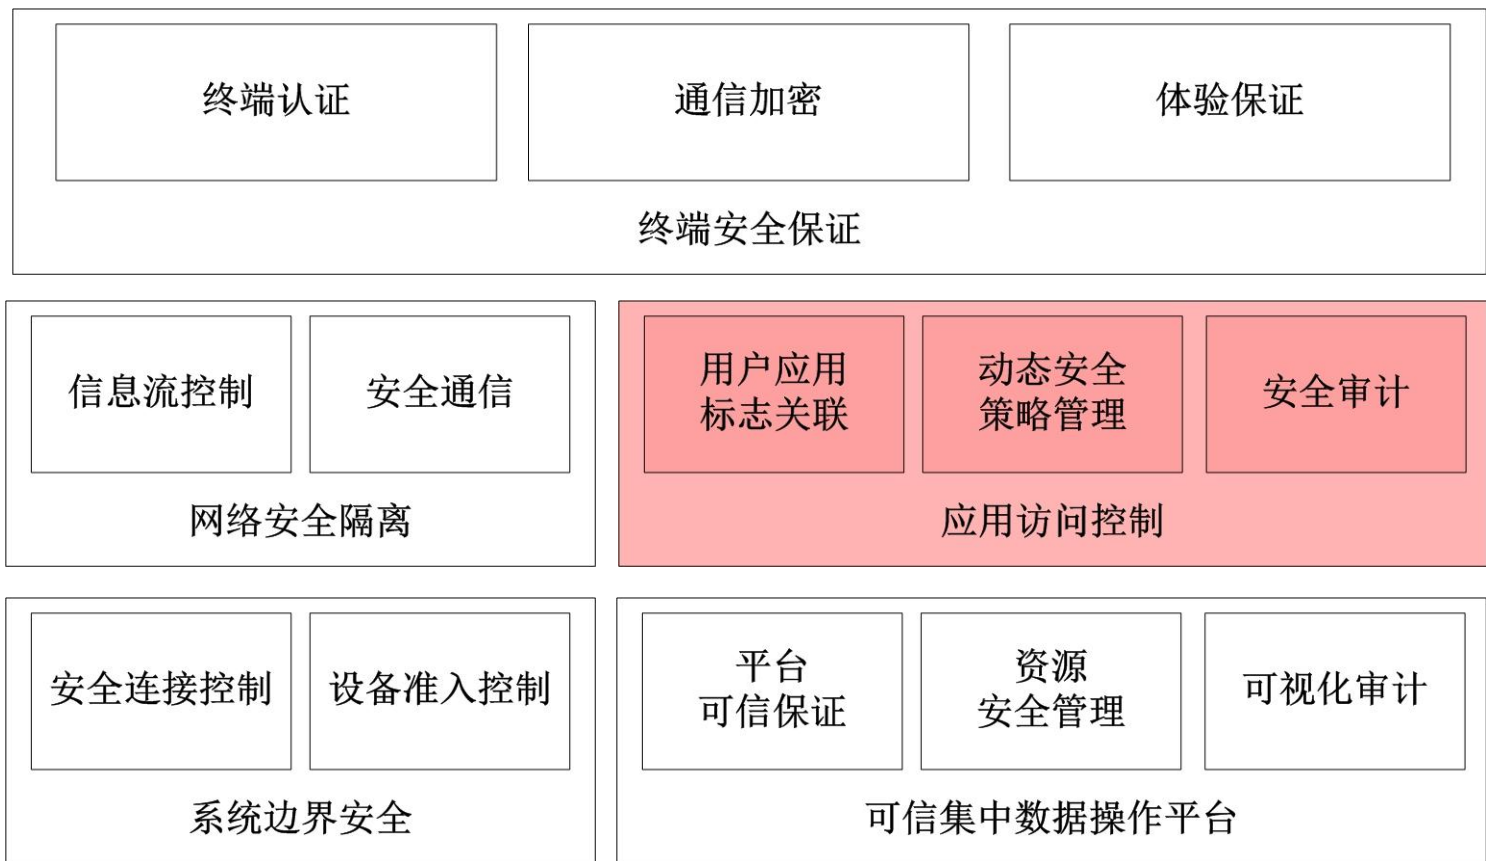 终端认证
通信加密
体验保证
终端安全保证
信息流控制
安全通信
网络安全隔离
用户应用
标志关联
动态安全
策略管理
安全审计
应用访问控制
安全连接控制
设备准入控制
系统边界安全
平台
可信保证
资源
安全管理
可视化审计
可信集中数据操作平台